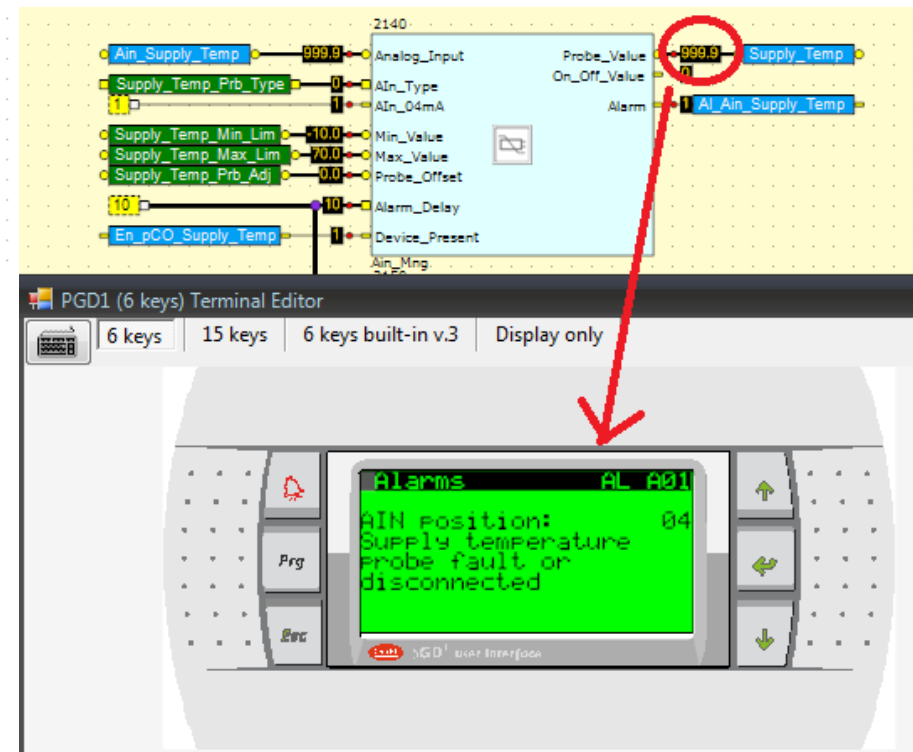 2140
Ain_Supply_Temp 999.9 Analog_Input Probe_Value 999.9 Supply_Temp
On_Off_Value 0
Supply_Temp_Prb_Type 0 AIn_Type
1 1 AIn_04mA Alarm 1 Al_Ain_Supply_Temp
Supply_Temp_Min_Lim -10.0 Min_Value
Supply_Temp_Max_Lim 70.0 Max_Value
Supply_Temp_Prb_Adj 0.0 Probe_Offset
10 10 Alarm_Delay
En_pCO_Supply_Temp 1 Device_Present
Ain_Mng
PGD1 (6 keys) Terminal Editor
6 keys 15 keys 6 keys built-in v.3 Display only
Alarms AL A01
AIN position: 04
Supply temperature
probe fault or
disconnected
Prg
Esc
pGD1 user interface